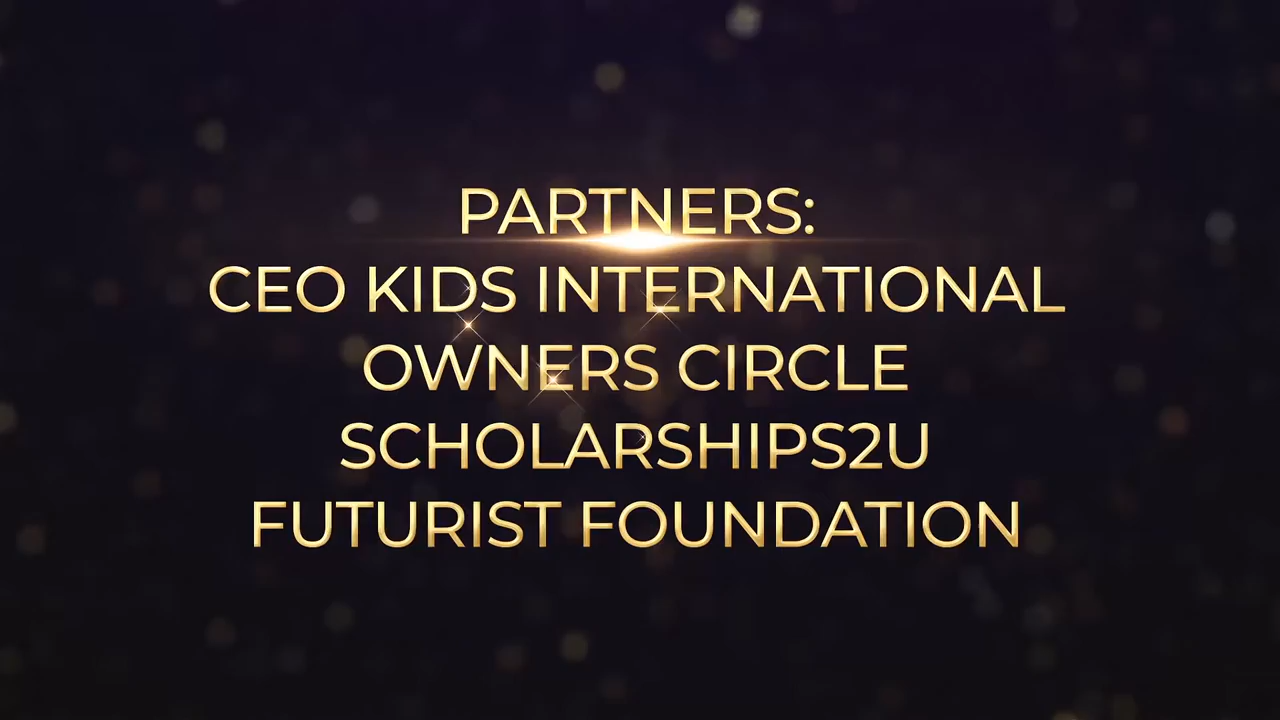 PARTNERS:
CEO KIDS INTERNATIONAL
OWNERS CIRCLE
SCHOLARSHIPS2U
FUTURIST FOUNDATION